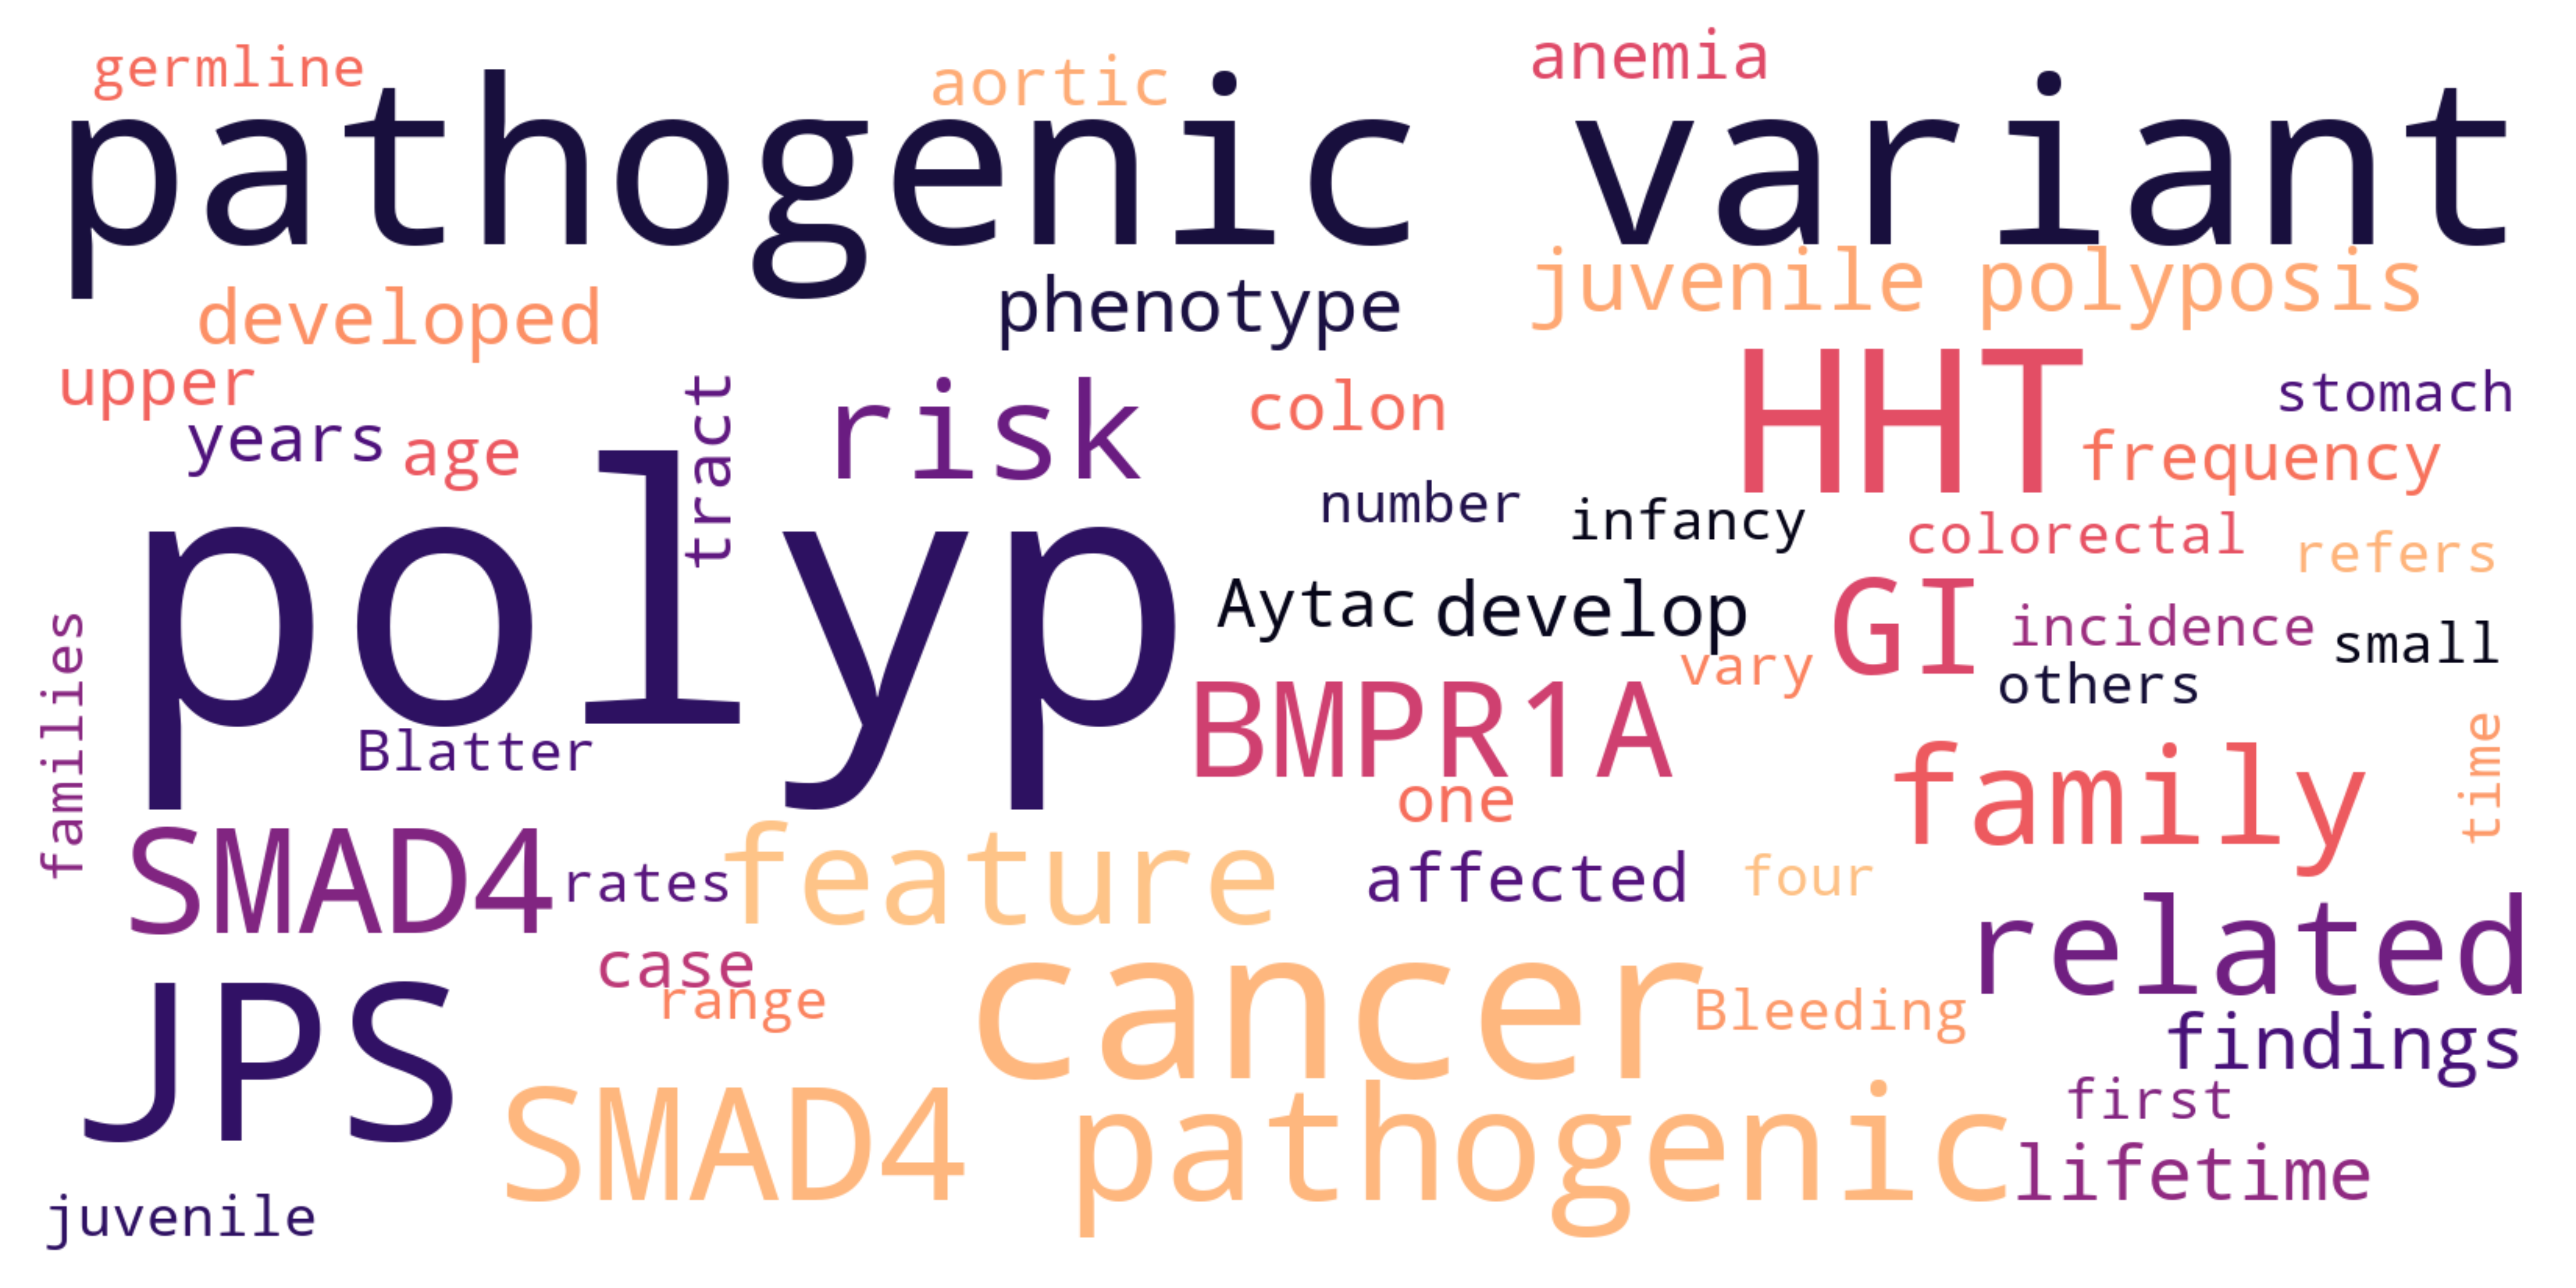 germline
aortic
anemia
pathogenic variant
developed
phenotype
juvenile polyposis
upper
years
age
tract
risk
colon
HHT
stomach
frequency
polyp
number
infancy
colorectal
refers
families
Aytac
develop
GI
incidence
small
vary
others
Blatter
BMPR1A
one
family
time
SMAD4
rates
feature
affected
four
related
case
range
JPS
cancer
Bleeding
findings
SMAD4 pathogenic
first
lifetime
juvenile